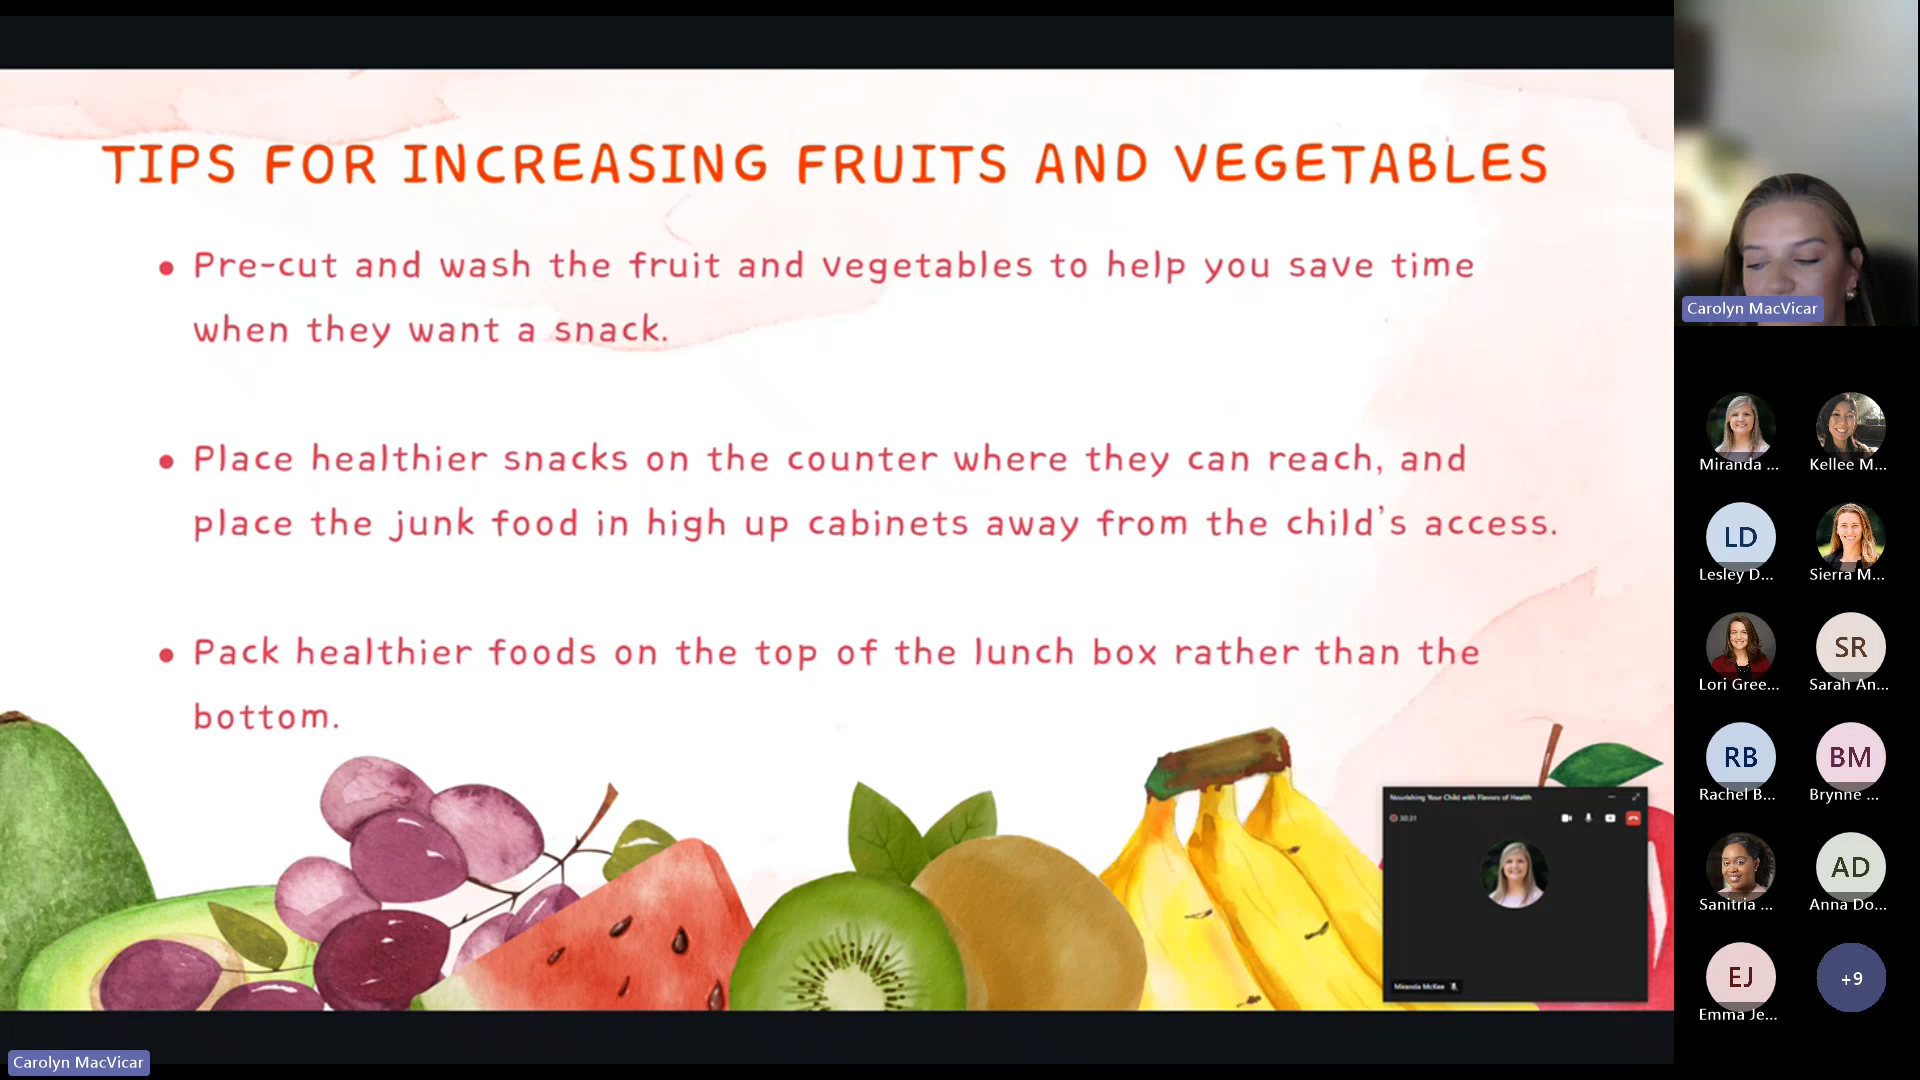 TIPS FOR INCREASING FRUITS AND VEGETABLES
• Pre-cut and wash the fruit and vegetables to help you save time
when they want a snack.
• Place healthier snacks on the counter where they can reach, and
place the junk food in high up cabinets away from the child's access.
• Pack healthier foods on the top of the lunch box rather than the
bottom.
Nourishing Your Child with Flavors of Health
30:31
Miranda McKee
Carolyn MacVicar
Carolyn MacVicar
Miranda ...
Kellee M...
LD
Lesley D...
Sierra M...
Lori Gree...
SR
Sarah An...
RB
Rachel B...
BM
Brynne ...
Sanitria ...
AD
Anna Do...
EJ
Emma Je...
+9